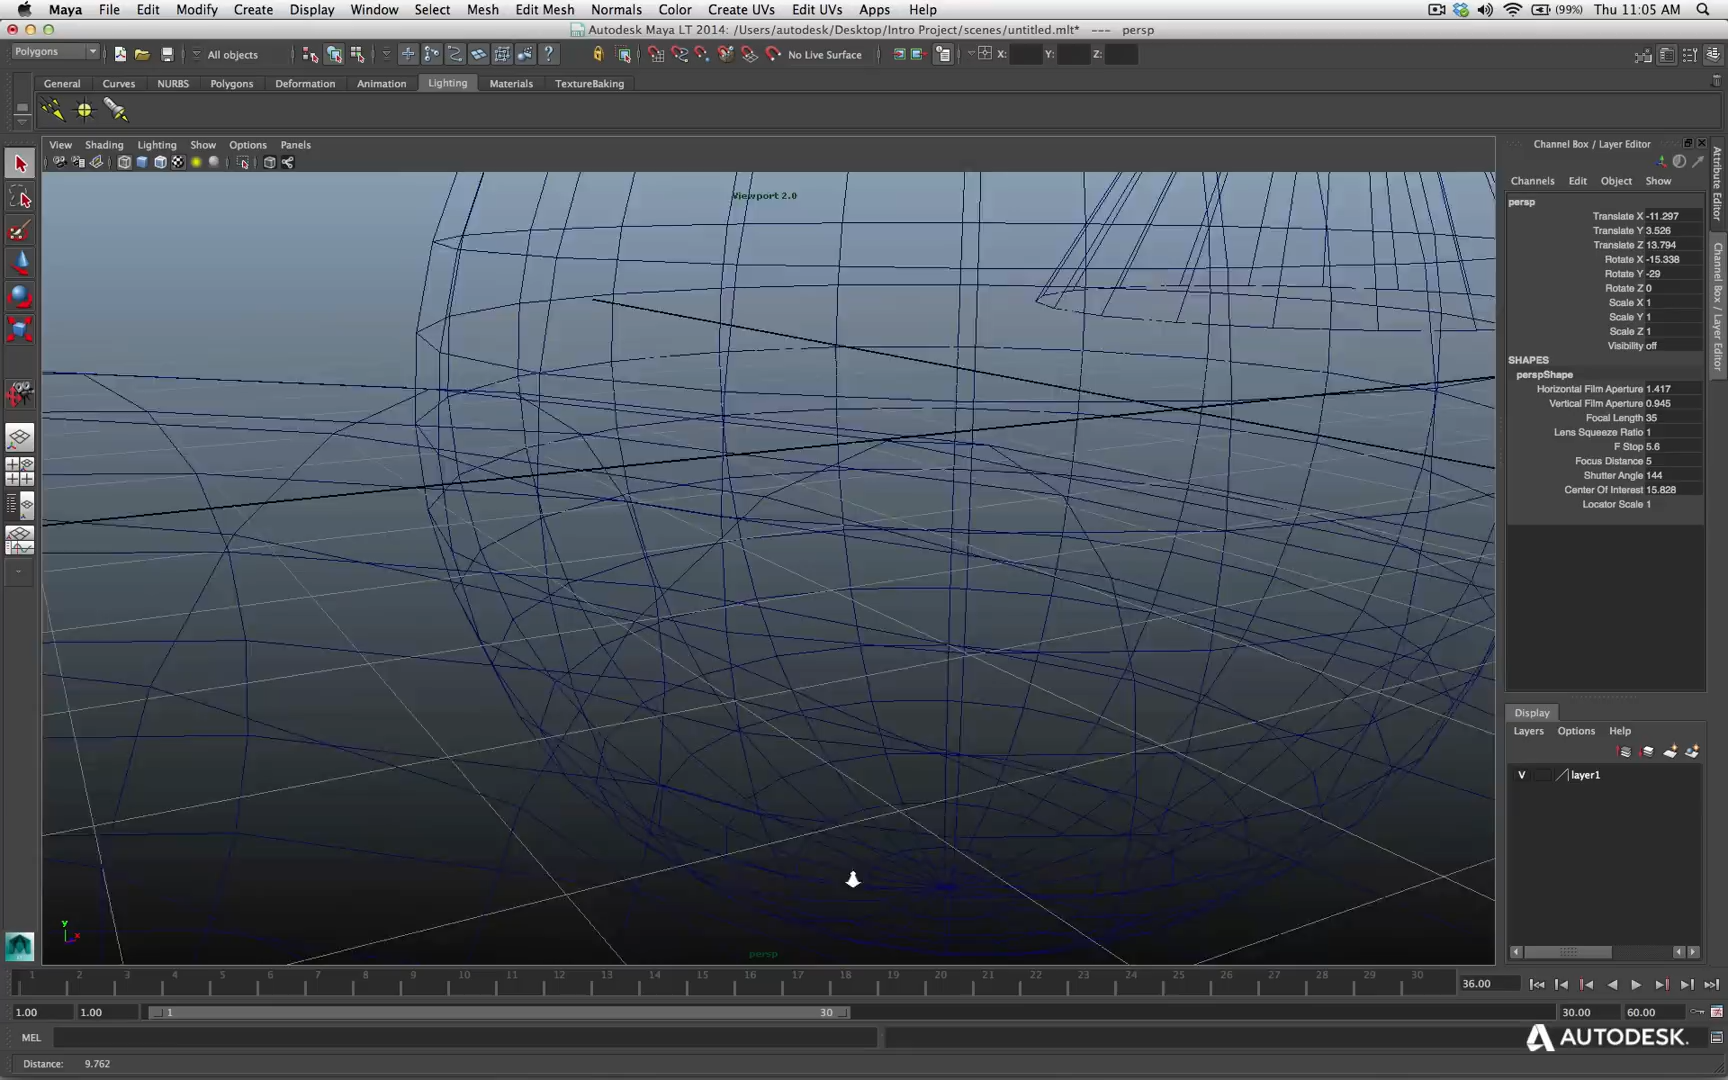 Maya File Edit Modify Create Display Window Select Mesh Edit Mesh Normals Color Create UVs Edit UVs Apps Help (99%) Thu 11:05 AM
Autodesk Maya LT 2014: /Users/autodesk/Desktop/Intro Project/scenes/untitled.mlt* --- persp
Polygons All objects ? No Live Surface X: Y: Z:
General Curves NURBS Polygons Deformation Animation Lighting Materials TextureBaking
View Shading Lighting Show Options Panels
Viewport 2.0
Channel Box / Layer Editor
Channels Edit Object Show
persp
Translate X -11.297
Translate Y 3.526
Translate Z 13.794
Rotate X -15.338
Rotate Y -29
Rotate Z 0
Scale X 1
Scale Y 1
Scale Z 1
Visibility off
SHAPES
perspShape
Horizontal Film Aperture 1.417
Vertical Film Aperture 0.945
Focal Length 35
Lens Squeeze Ratio 1
F Stop 5.6
Focus Distance 5
Shutter Angle 144
Center Of Interest 15.828
Locator Scale 1
Attribute Editor
Channel Box / Layer Editor
Display
Layers Options Help
V layer1
y
x
persp
1 2 3 4 5 6 7 8 9 10 11 12 13 14 15 16 17 18 19 20 21 22 23 24 25 26 27 28 29 30 36.00
1.00 1.00 1 30 30.00 60.00
MEL
AUTODESK.
Distance: 9.762